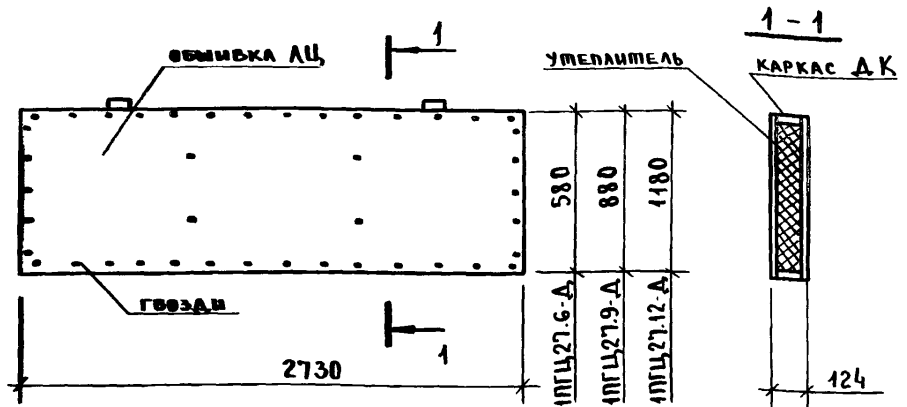 1 - 1
1
ОБШИВКА ЛЦ
УТЕПЛИТЕЛЬ
КАРКАС ДК
580
880
1180
ГВОЗДИ
1ПГЦ27.6-Д
1ПГЦ27.9-Д
1ПГЦ27.12-Д
1
2730
124